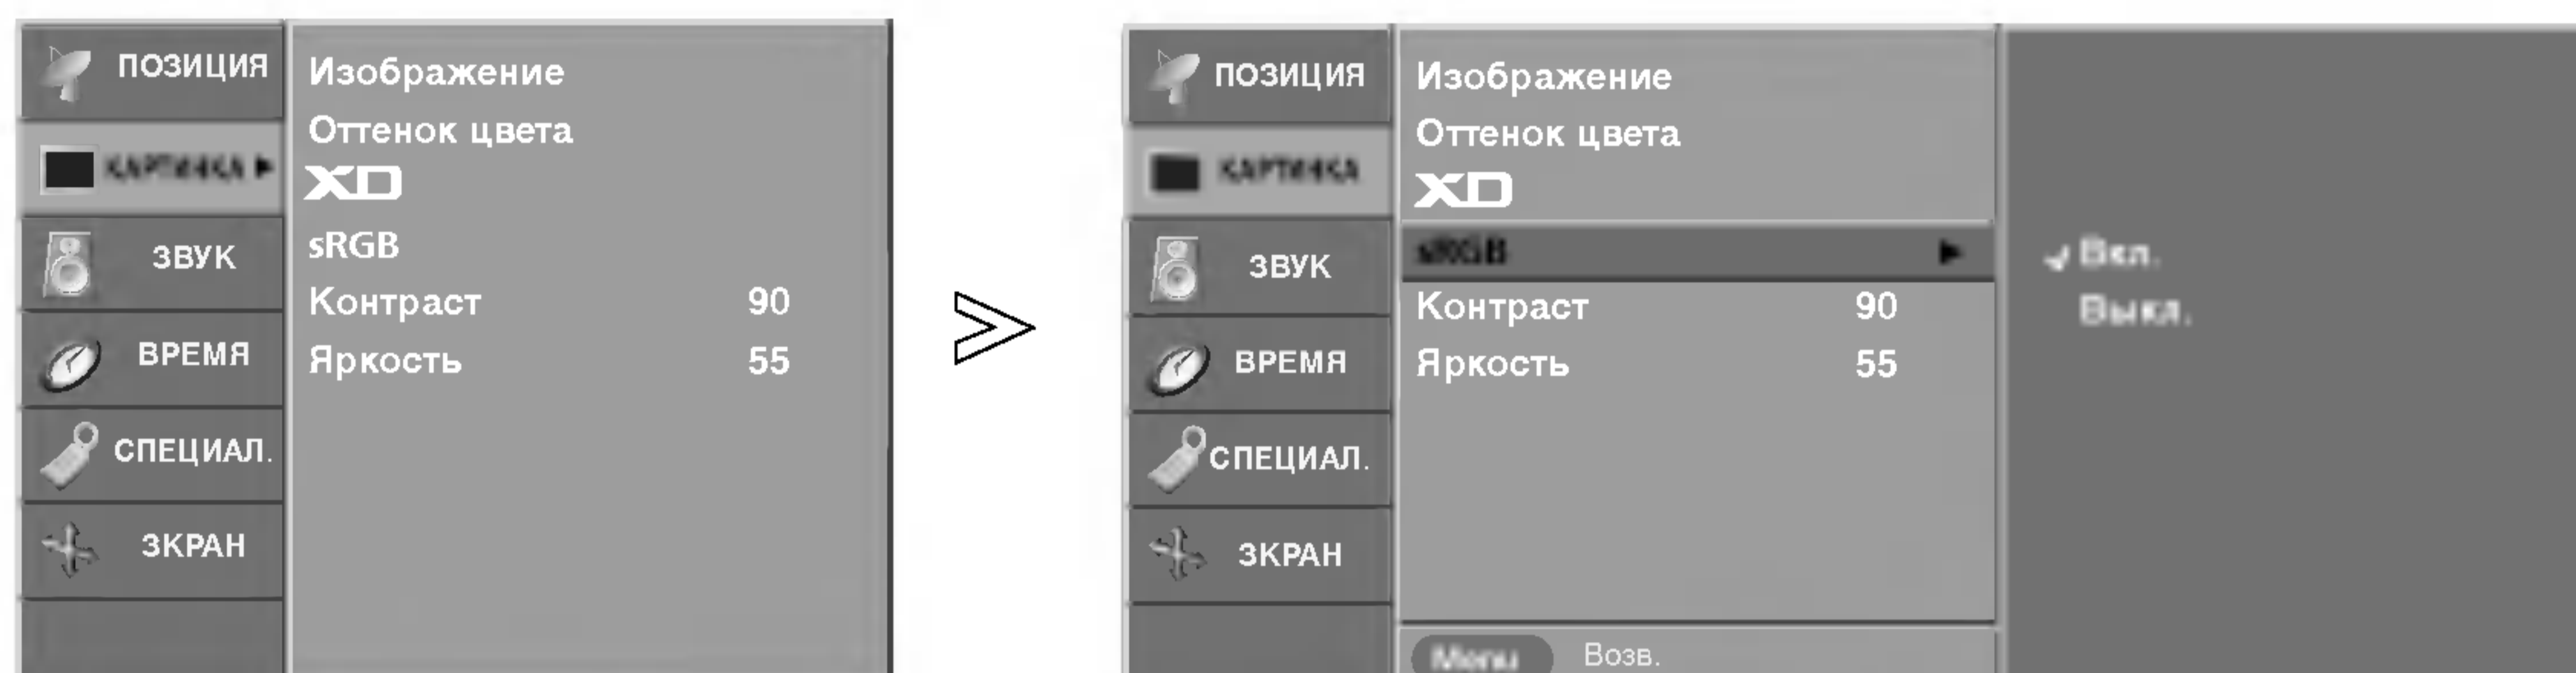 ПОЗИЦИЯ
КАРТИНКА
ЗВУК
ВРЕМЯ
СПЕЦИАЛ.
ЗКРАН
Изображение
Оттенок цвета
XD
sRGB
Контраст 90
Яркость 55
ПОЗИЦИЯ
КАРТИНКА
ЗВУК
ВРЕМЯ
СПЕЦИАЛ.
ЗКРАН
Изображение
Оттенок цвета
XD
sRGB
Контраст 90
Яркость 55
Menu Возв.
Вкл.
Выкл.